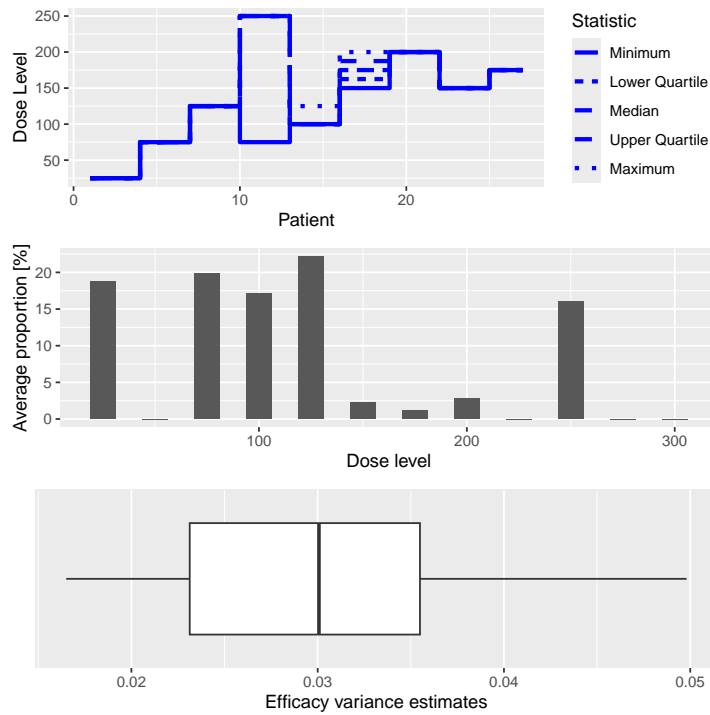 Dose Level
250
200
150
100
50
0
10
20
Patient
Statistic
Minimum
Lower Quartile
Median
Upper Quartile
Maximum
Average proportion [%]
20
15
10
5
0
100
200
300
Dose level
0.02
0.03
0.04
0.05
Efficacy variance estimates